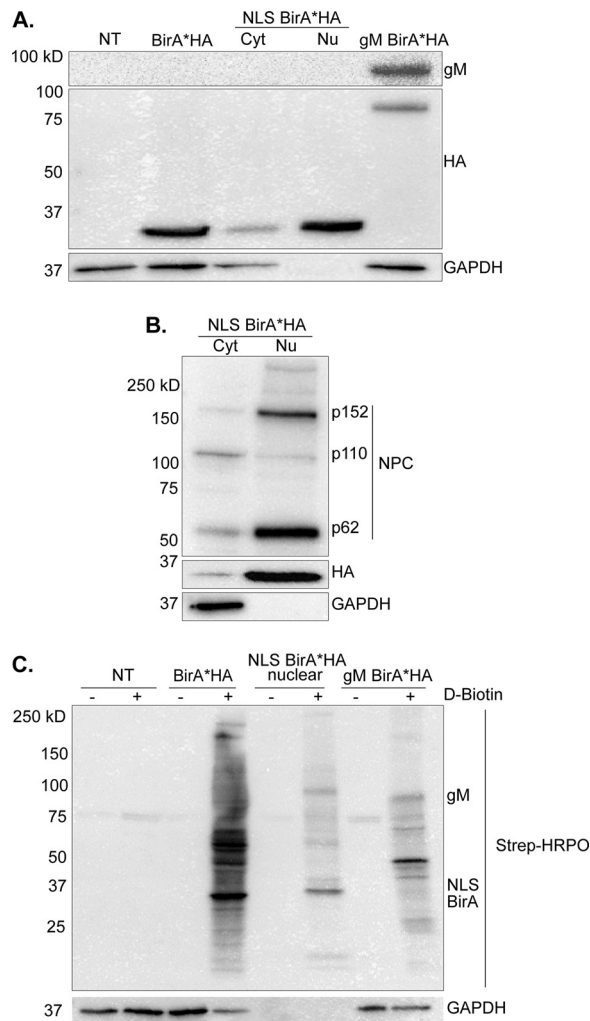 A.
NLS BirA*HA
NT BirA*HA Cyt Nu gM BirA*HA
100 kD
gM
100
75
50
37
HA
37
GAPDH
B.
NLS BirA*HA
Cyt Nu
250 kD
150
100
75
50
p152
p110
p62
NPC
37
HA
37
GAPDH
C.
NT BirA*HA NLS BirA*HA nuclear gM BirA*HA
- + - + - + - + D-Biotin
250 kD
150
100
75
50
37
25
gM
NLS
BirA
Strep-HRPO
37
GAPDH